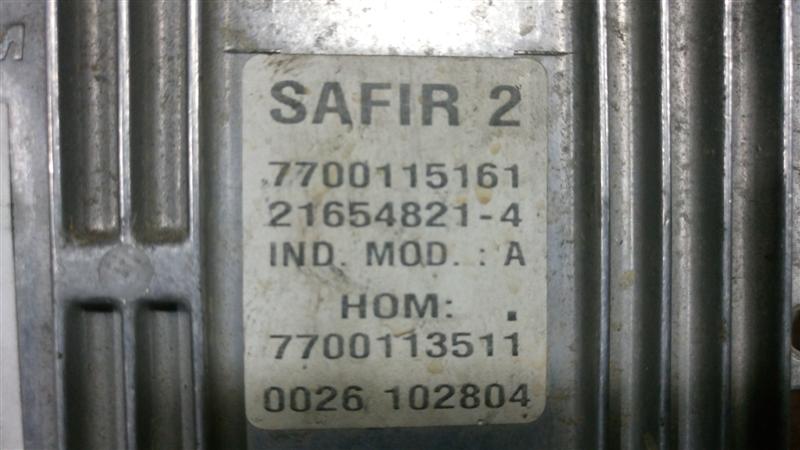 SAFIR 2
7700115161
21654821-4
IND. MOD. : A
HOM: .
7700113511
0026 102804